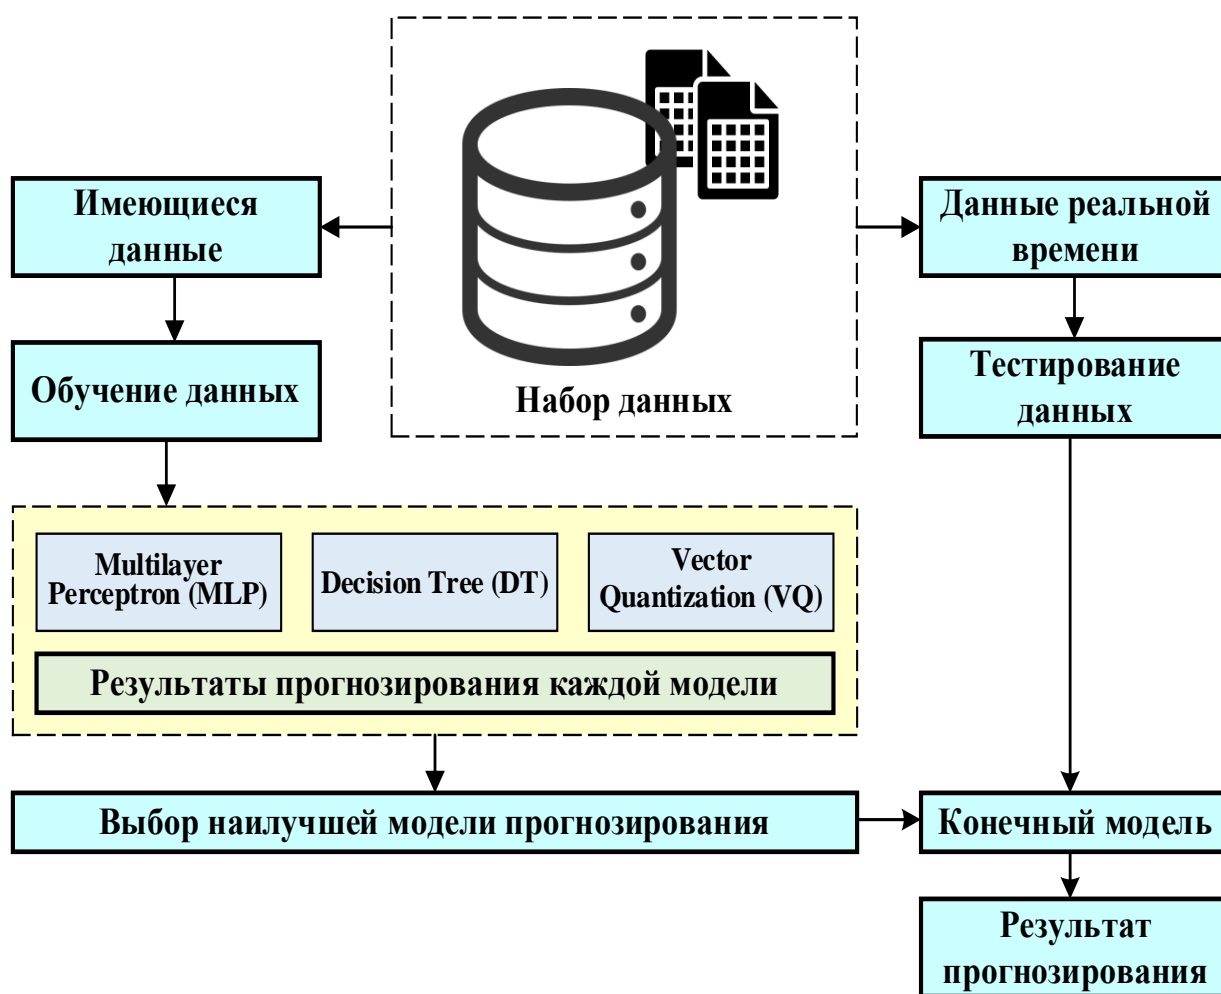 Имеющиеся
данные
Данные реальной
времени
Обучение данных
Набор данных
Тестирование
данных
Multilayer
Perceptron (MLP)
Decision Tree (DT)
Vector
Quantization (VQ)
Результаты прогнозирования каждой модели
Выбор наилучшей модели прогнозирования
Конечный модель
Результат
прогнозирования